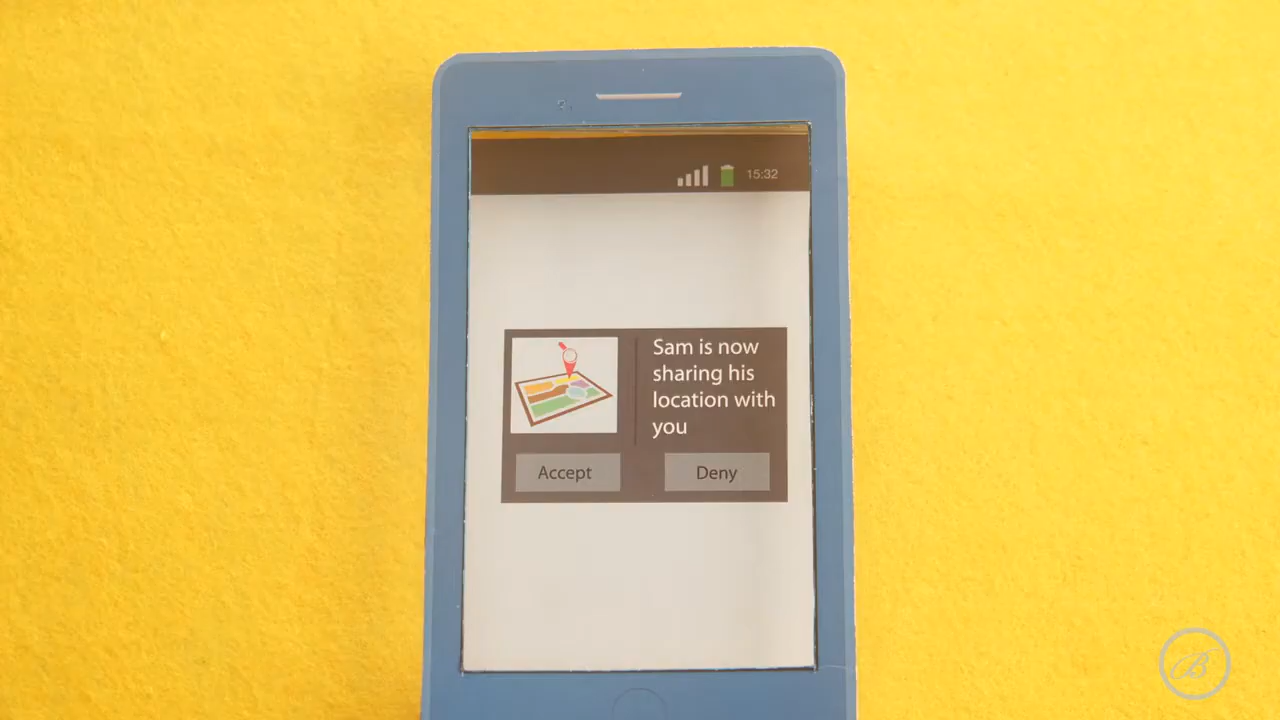 15:32
Sam is now
sharing his
location with
you
Accept
Deny
B